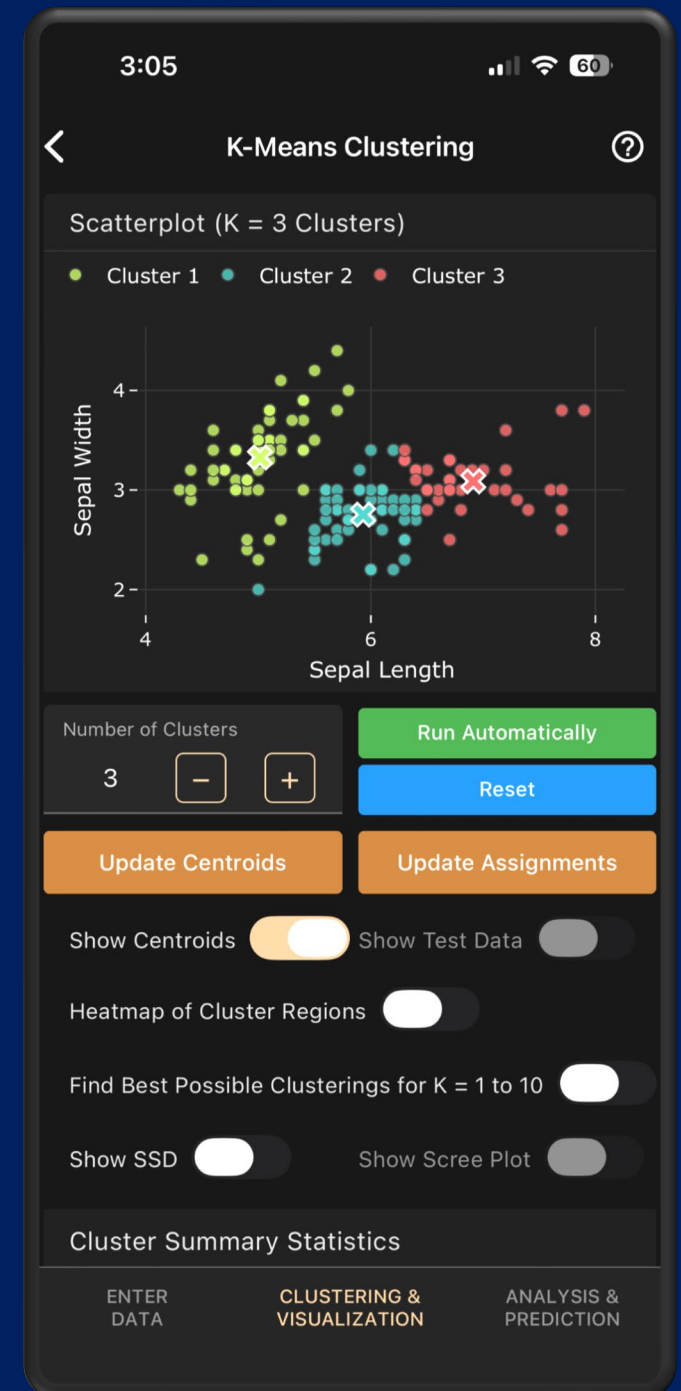 3:05
60
K-Means Clustering
?
Scatterplot (K = 3 Clusters)
Cluster 1
Cluster 2
Cluster 3
Sepal Width
4
3
2
4
6
8
Sepal Length
Number of Clusters
3
−
+
Run Automatically
Reset
Update Centroids
Update Assignments
Show Centroids
Show Test Data
Heatmap of Cluster Regions
Find Best Possible Clusterings for K = 1 to 10
Show SSD
Show Scree Plot
Cluster Summary Statistics
ENTER
DATA
CLUSTERING &
VISUALIZATION
ANALYSIS &
PREDICTION